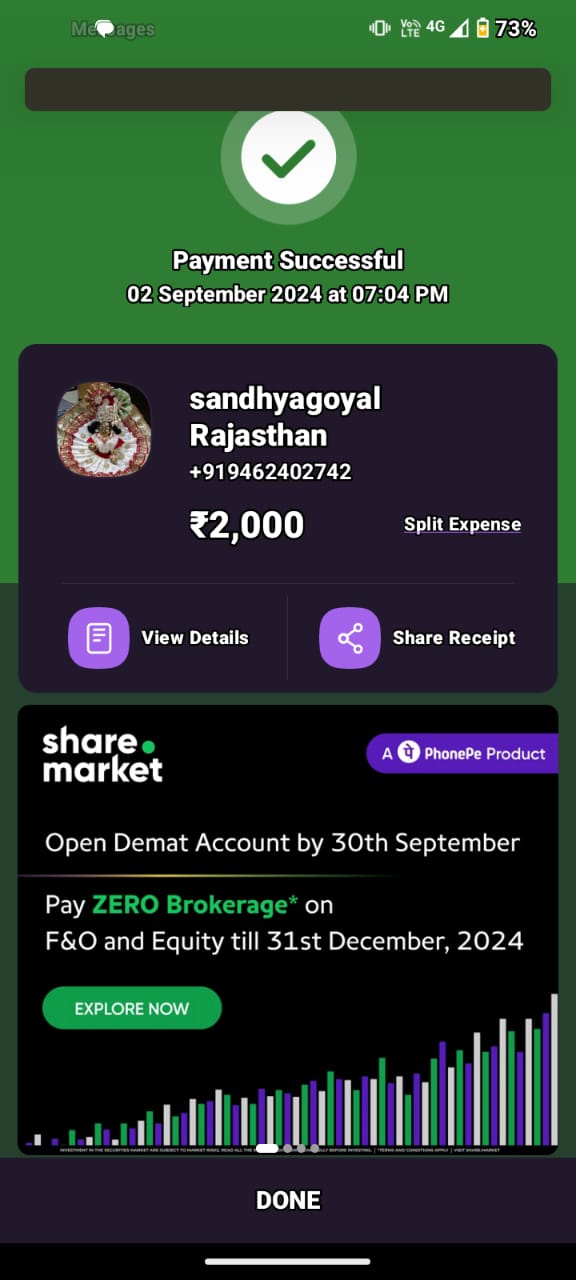 Messages
Vo LTE 4G 73%
Payment Successful
02 September 2024 at 07:04 PM
sandhyagoyal
Rajasthan
+919462402742
₹2,000
Split Expense
View Details
Share Receipt
share.
market
A PhonePe Product
Open Demat Account by 30th September
Pay ZERO Brokerage* on
F&O and Equity till 31st December, 2024
EXPLORE NOW
INVESTMENT IN THE SECURITIES MARKET ARE SUBJECT TO MARKET RISKS, READ ALL THE BEFORE INVESTING. | *TERMS AND CONDITIONS APPLY | VISIT SHARE.MARKET
DONE